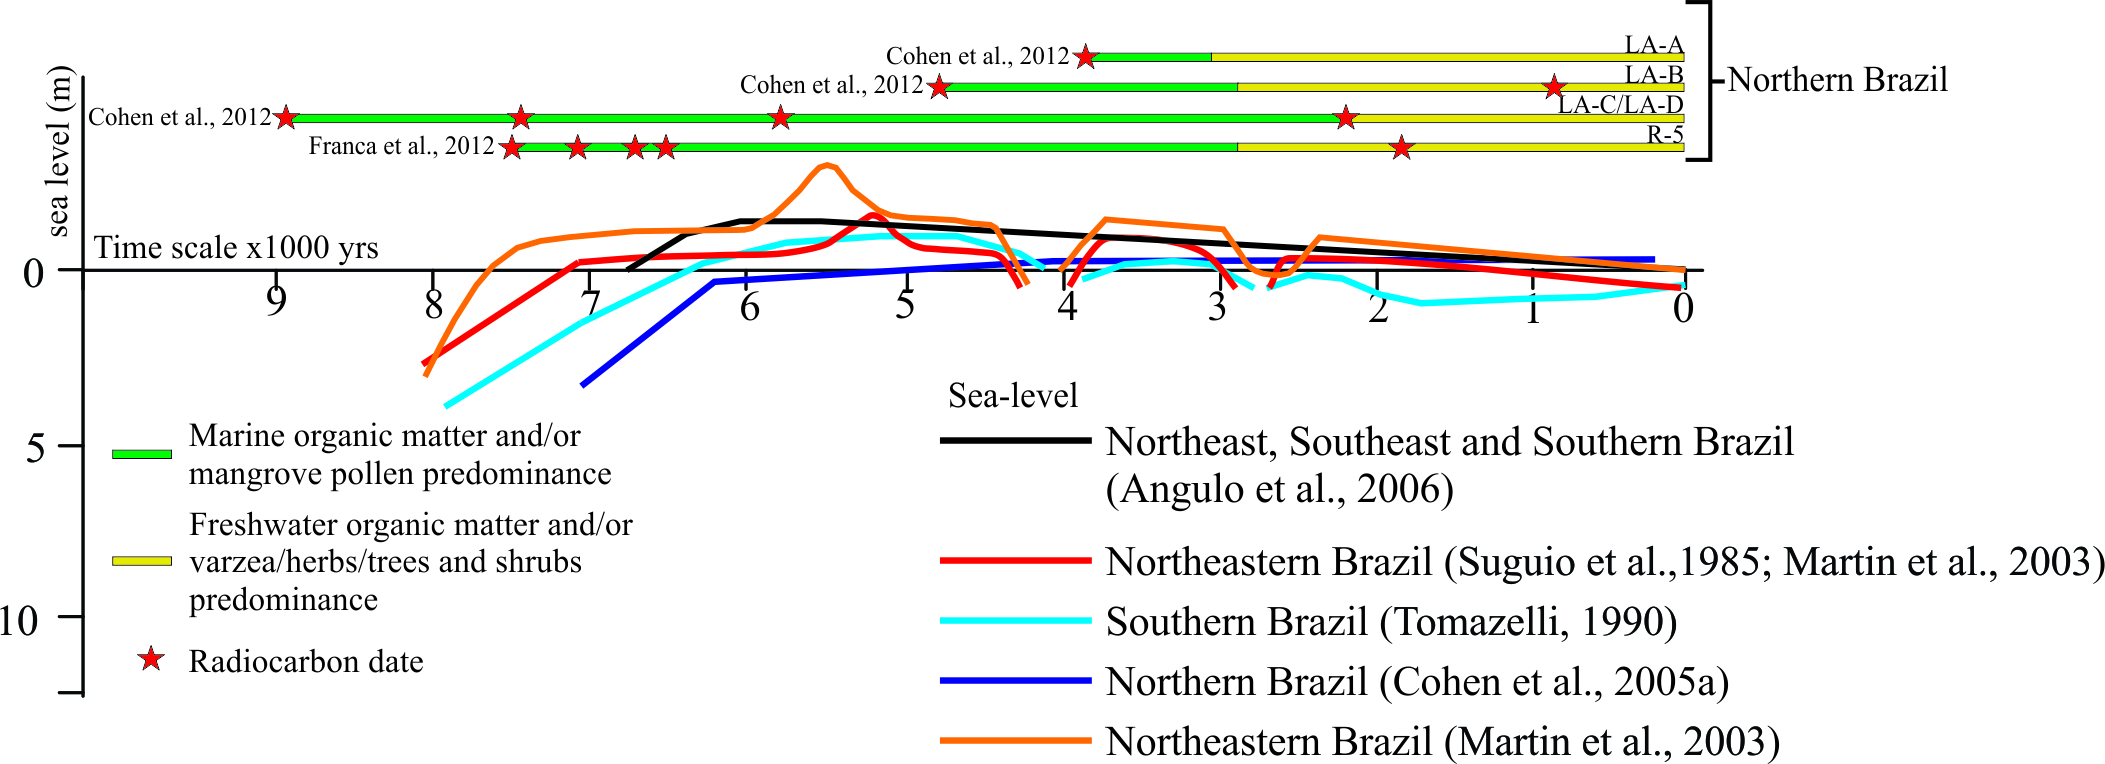 LA-A
Cohen et al., 2012
LA-B
Cohen et al., 2012
Northern Brazil
LA-C/LA-D
Cohen et al., 2012
R-5
Franca et al., 2012
sea level (m)
Time scale x1000 yrs
0
9 8 7 6 5 4 3 2 1 0
5
10
Sea-level
Marine organic matter and/or
mangrove pollen predominance
Freshwater organic matter and/or
varzea/herbs/trees and shrubs
predominance
Radiocarbon date
Northeast, Southeast and Southern Brazil
(Angulo et al., 2006)
Northeastern Brazil (Suguio et al.,1985; Martin et al., 2003)
Southern Brazil (Tomazelli, 1990)
Northern Brazil (Cohen et al., 2005a)
Northeastern Brazil (Martin et al., 2003)